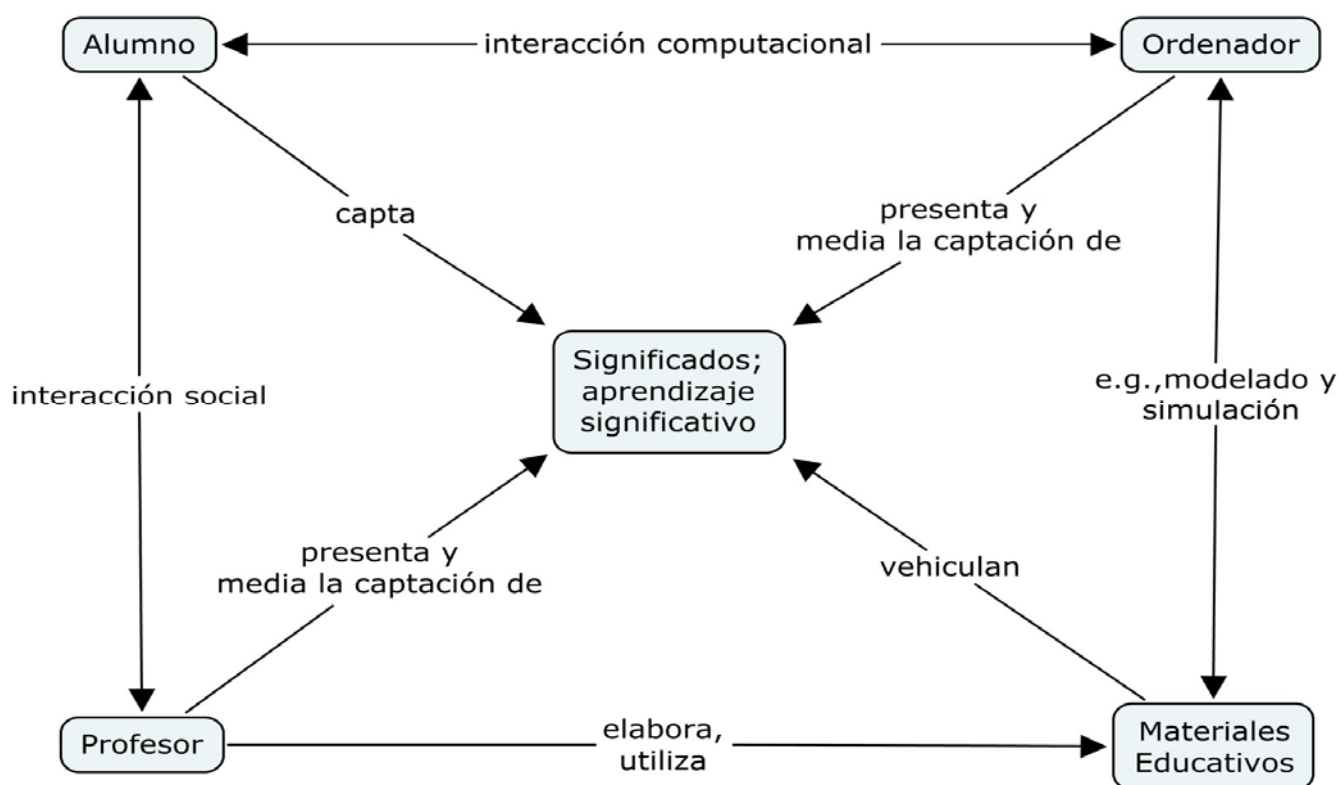 Alumno
interacción computacional
Ordenador
capta
presenta y
media la captación de
Significados;
aprendizaje
significativo
interacción social
e.g.,modelado y
simulación
presenta y
media la captación de
vehiculan
Profesor
elabora,
utiliza
Materiales
Educativos